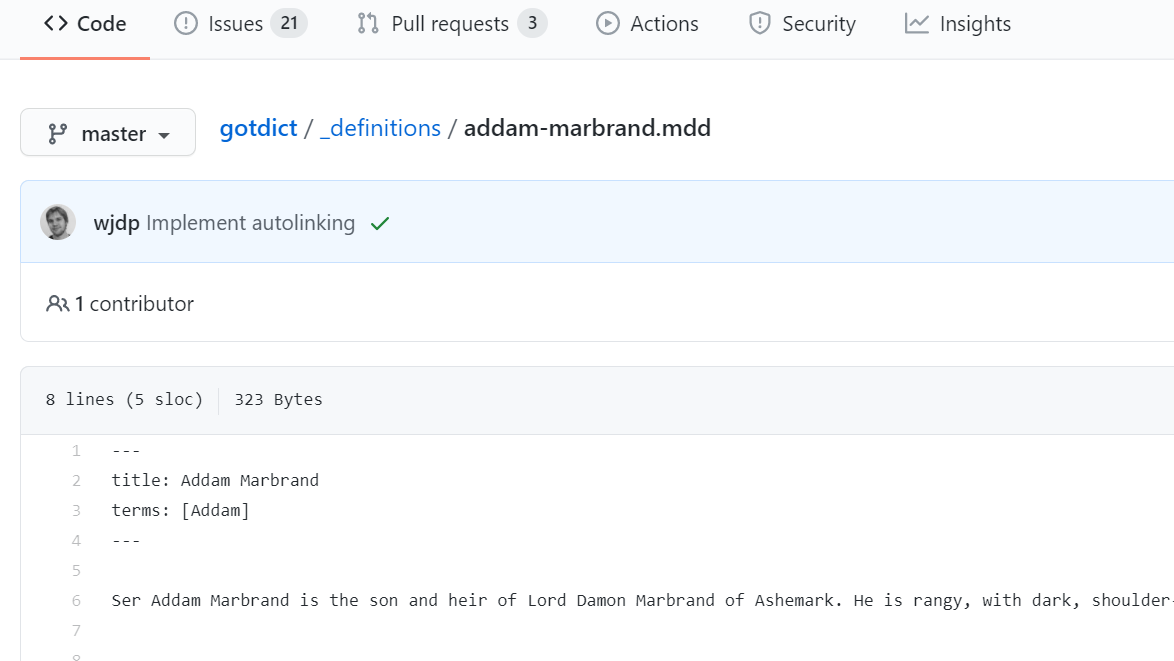 Code Issues 21 Pull requests 3 Actions Security Insights
master gotdict / _definitions / addam-marbrand.mdd
wjdp Implement autolinking
1 contributor
8 lines (5 sloc) 323 Bytes
1 ---
2 title: Addam Marbrand
3 terms: [Addam]
4 ---
5
6 Ser Addam Marbrand is the son and heir of Lord Damon Marbrand of Ashemark. He is rangy, with dark, shoulder-
7
8